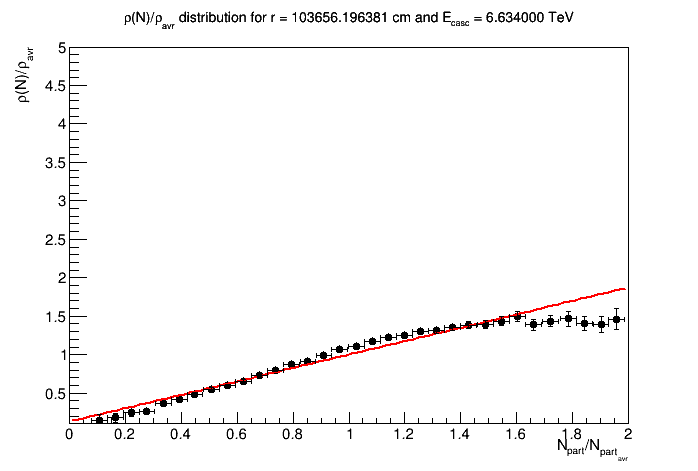 ρ(N)/ρavr distribution for r = 103656.196381 cm and Ecasc = 6.634000 TeV
ρ(N)/ρavr
5
4.5
4
3.5
3
2.5
2
1.5
1
0.5
0 0.2 0.4 0.6 0.8 1 1.2 1.4 1.6 1.8 2
Npart/Npartavr